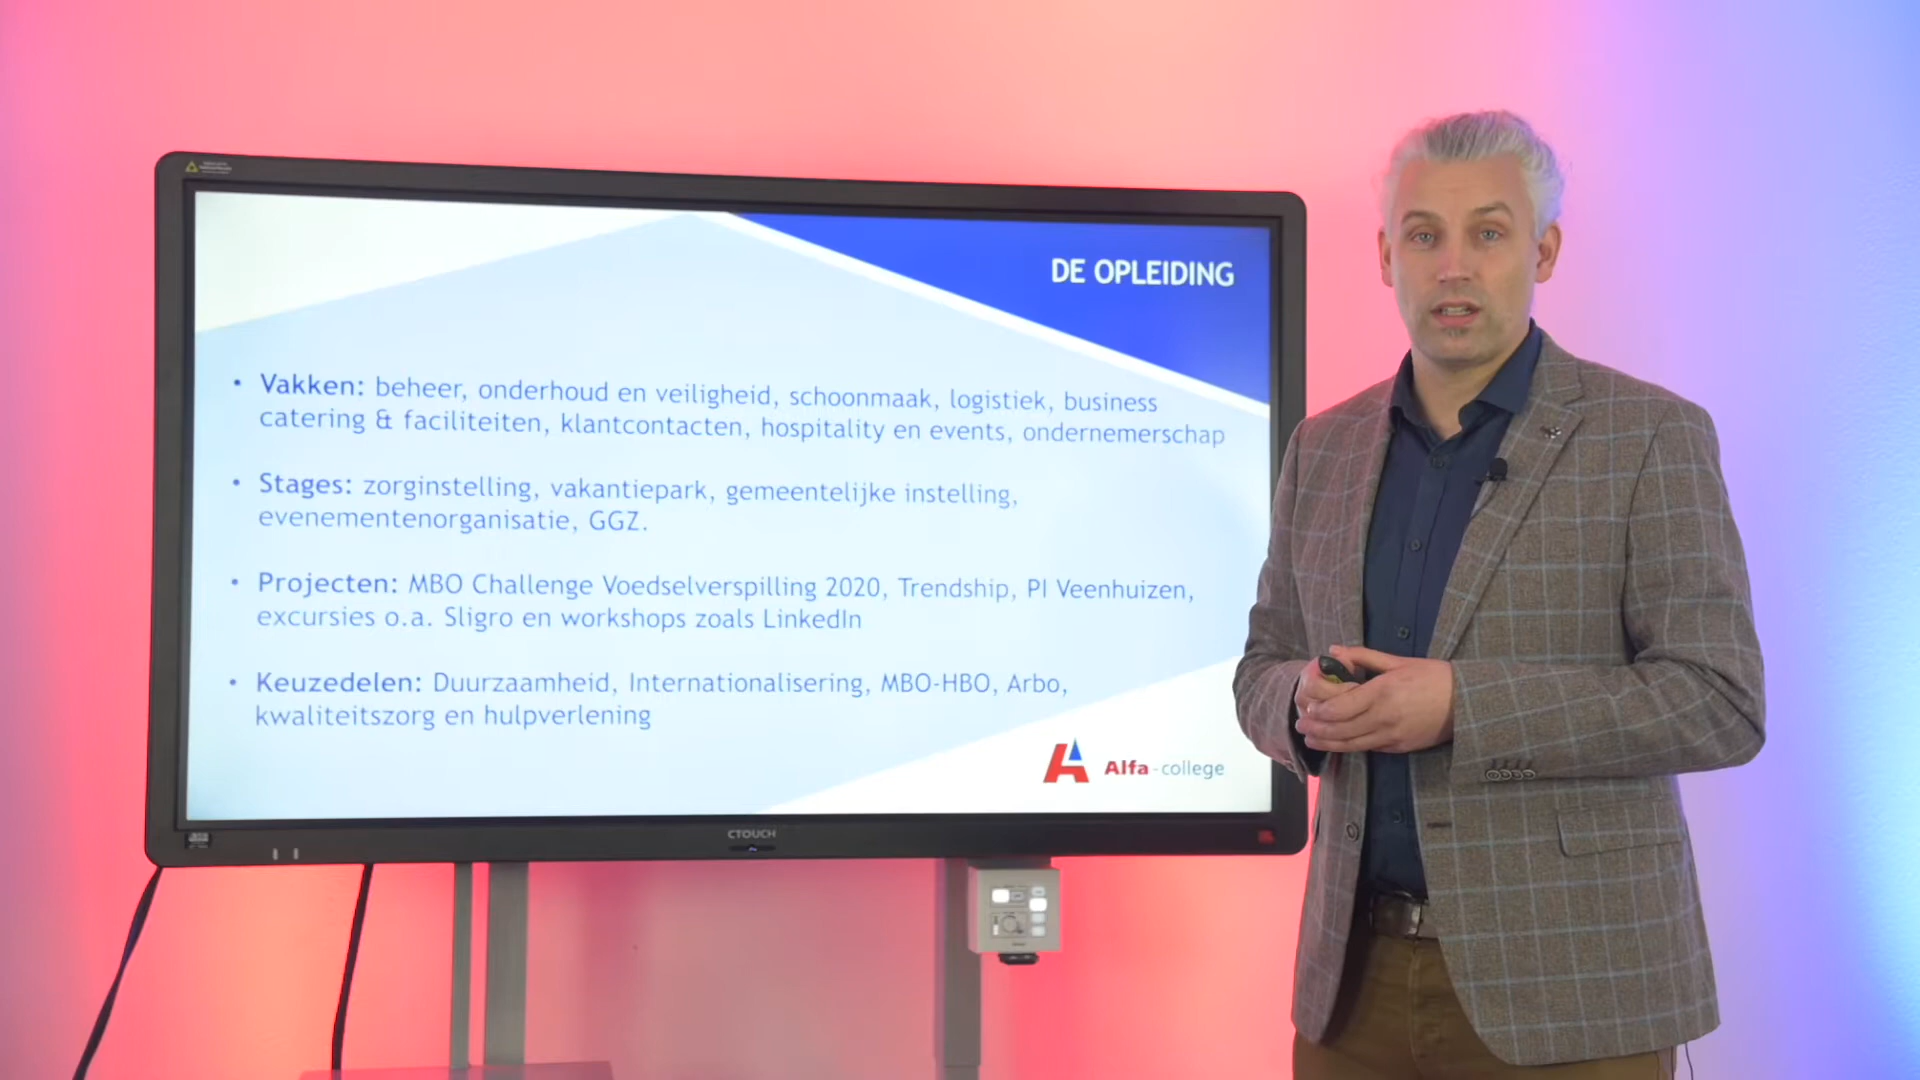 DE OPLEIDING
• Vakken: beheer, onderhoud en veiligheid, schoonmaak, logistiek, business
catering & faciliteiten, klantcontacten, hospitality en events, ondernemerschap
• Stages: zorginstelling, vakantiepark, gemeentelijke instelling,
evenementenorganisatie, GGZ.
• Projecten: MBO Challenge Voedselverspilling 2020, Trendship, PI Veenhuizen,
excursies o.a. Sligro en workshops zoals LinkedIn
• Keuzedelen: Duurzaamheid, Internationalisering, MBO-HBO, Arbo,
kwaliteitszorg en hulpverlening
Alfa-college
CTOUCH